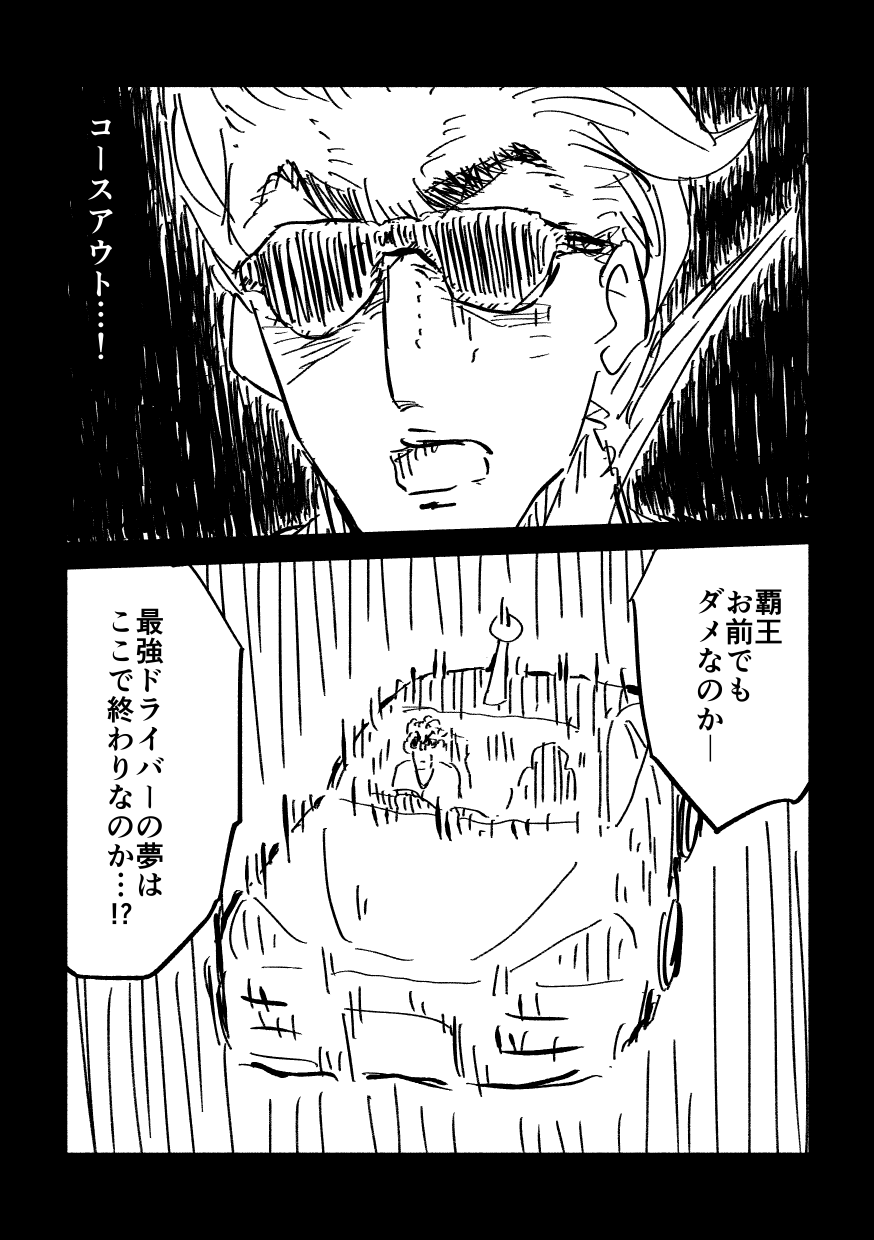 コースアウト…!
覇王
お前でも
ダメなのか―
最強ドライバーの夢は
ここで終わりなのか…!?